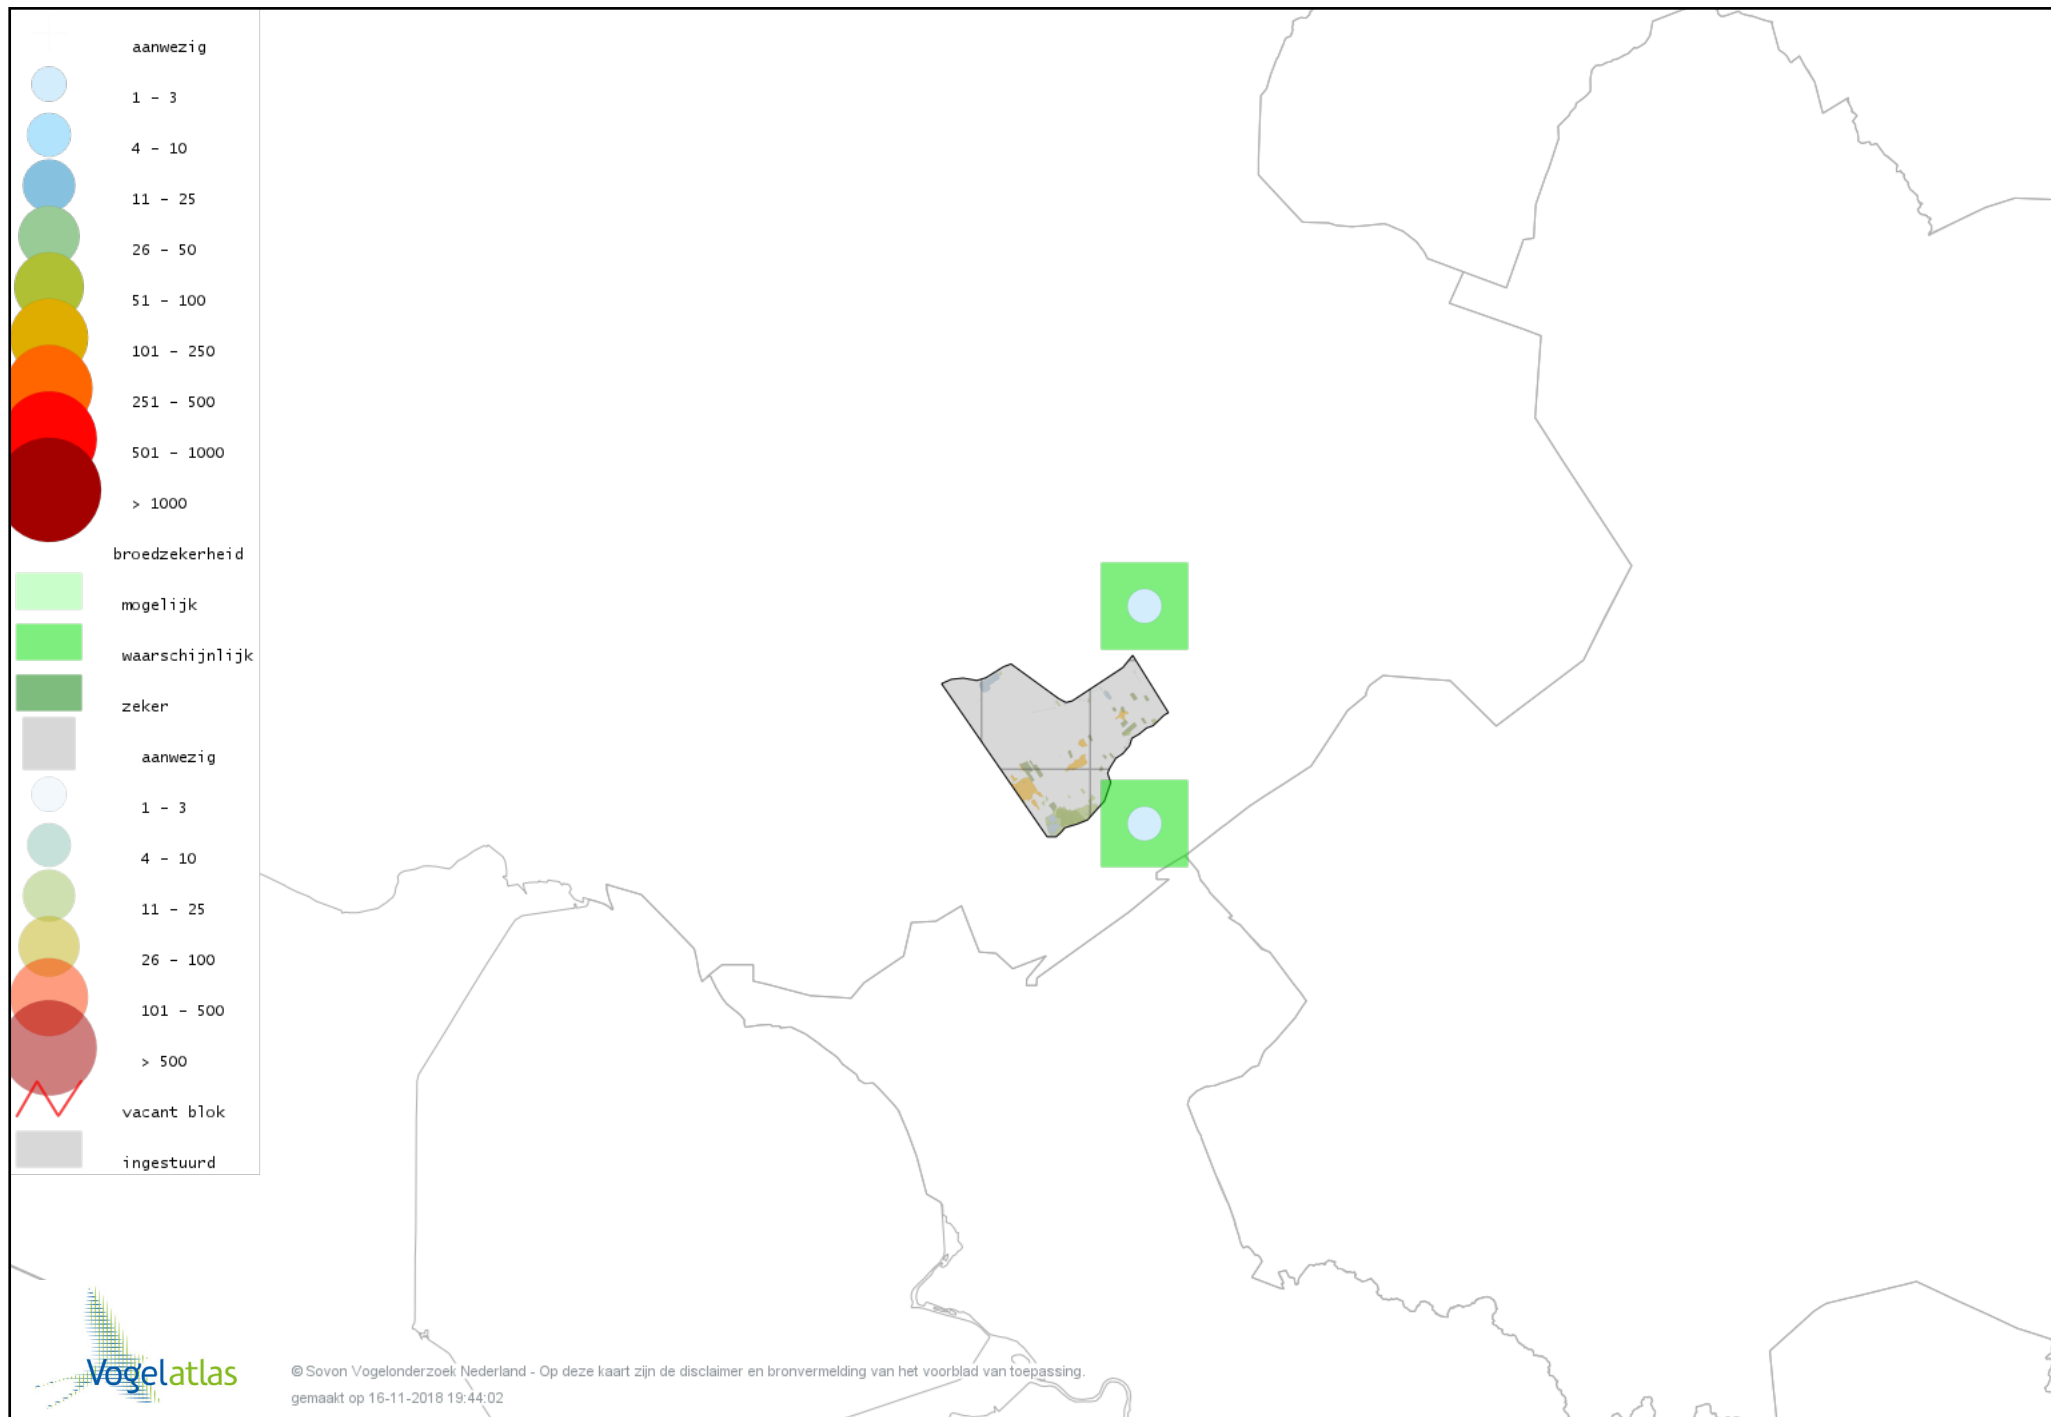 aanwezig
1 - 3
4 - 10
11 - 25
26 - 50
51 - 100
101 - 250
251 - 500
501 - 1000
> 1000
broedzekerheid
mogelijk
waarschijnlijk
zeker
aanwezig
1 - 3
4 - 10
11 - 25
26 - 100
101 - 500
> 500
vacant blok
ingestuurd
Vogelatlas
© Sovon Vogelonderzoek Nederland - Op deze kaart zijn de disclaimer en bronvermelding van het voorblad van toepassing.
gemaakt op 16-11-2018 19:44:02